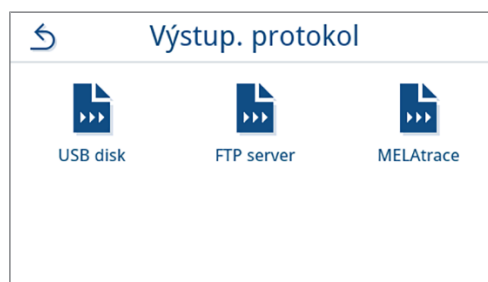 Výstup. protokol
USB disk
FTP server
MELAtrace